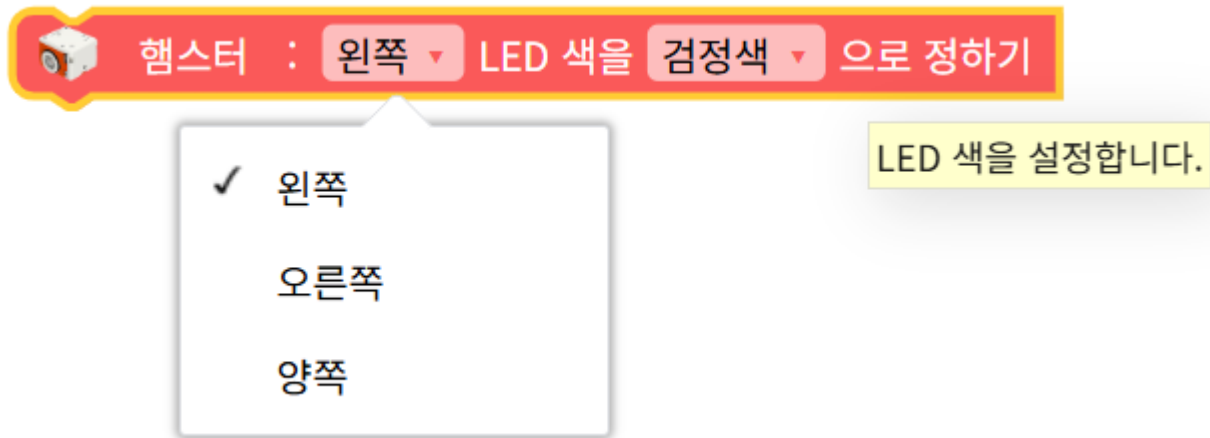 햄스터 : 왼쪽 ▼ LED 색을 검정색 ▼ 으로 정하기
LED 색을 설정합니다.
✓ 왼쪽
오른쪽
양쪽